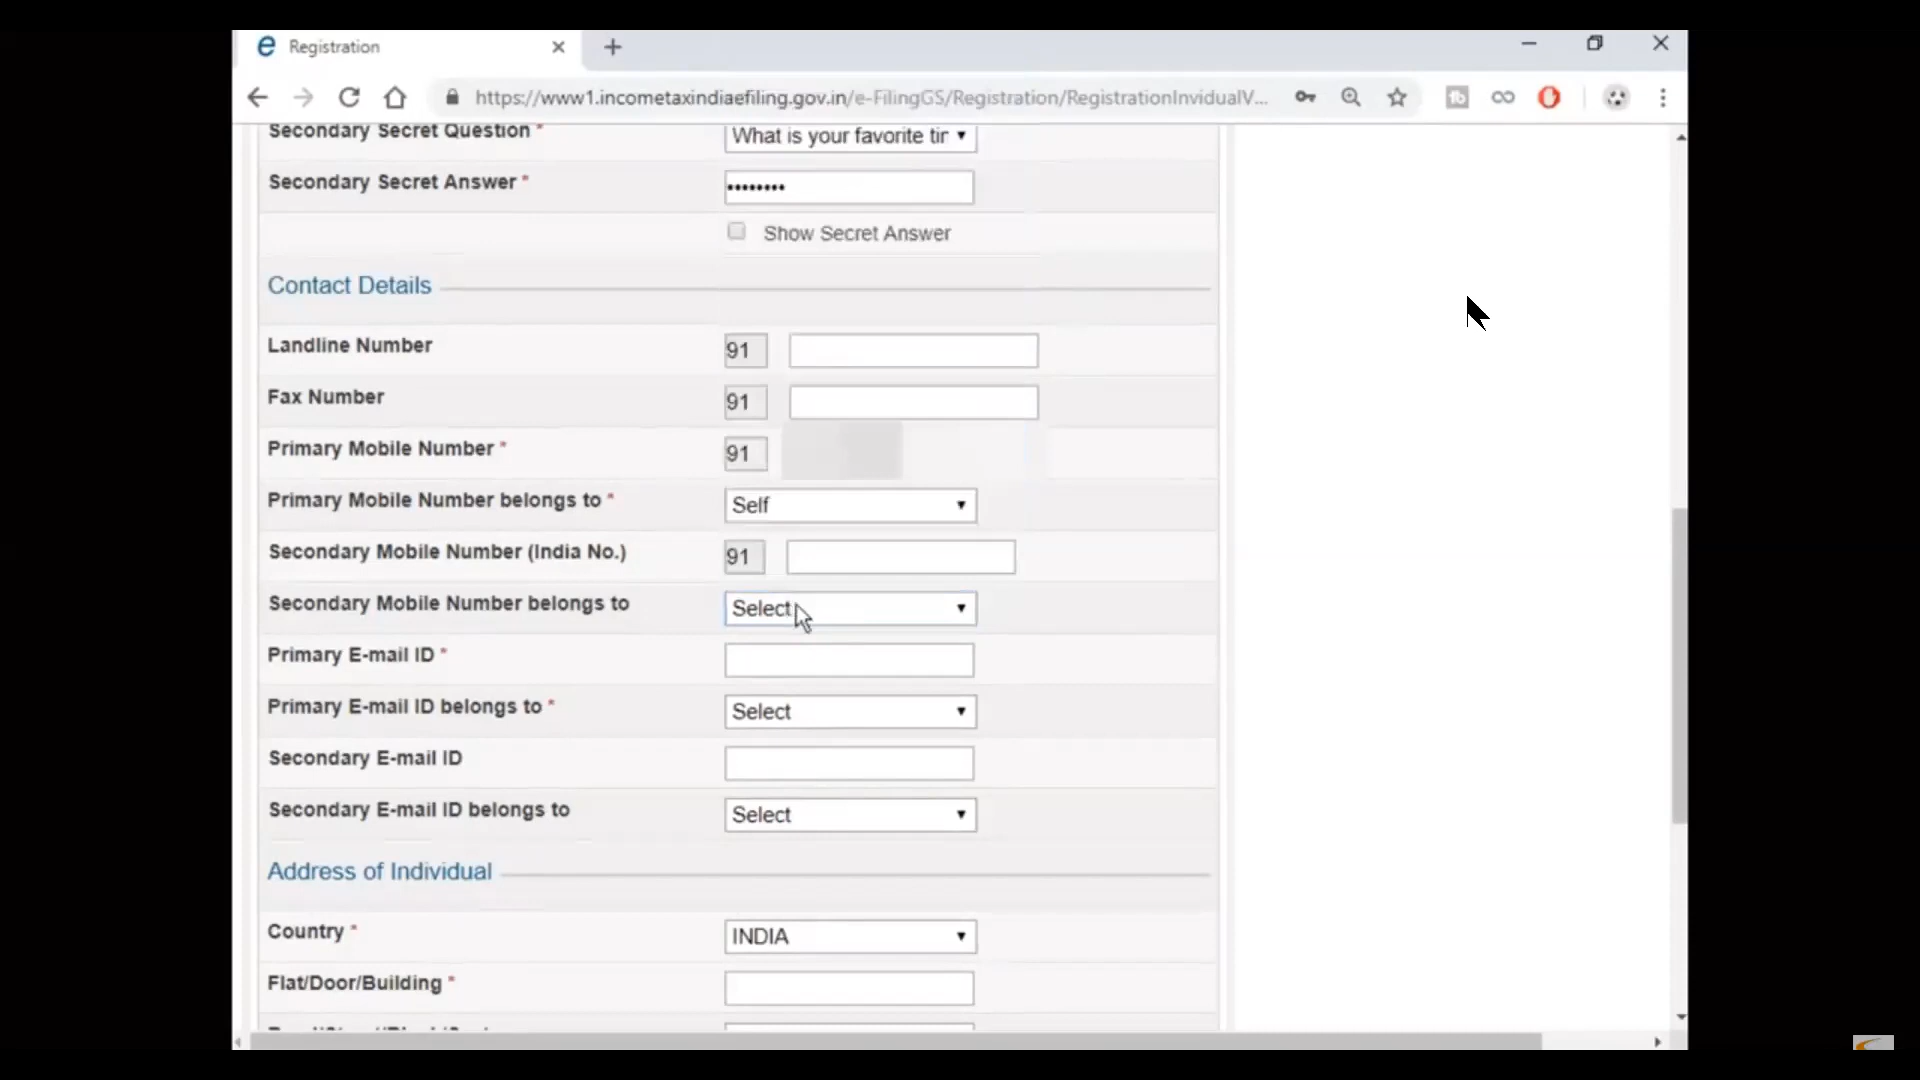 Registration
https://www1.incometaxindiaefiling.gov.in/e-FilingGS/Registration/RegistrationInvidualV...
Secondary Secret Question * What is your favorite tir
Secondary Secret Answer * ••••••••
Show Secret Answer
Contact Details
Landline Number 91
Fax Number 91
Primary Mobile Number * 91
Primary Mobile Number belongs to * Self
Secondary Mobile Number (India No.) 91
Secondary Mobile Number belongs to Select
Primary E-mail ID *
Primary E-mail ID belongs to * Select
Secondary E-mail ID
Secondary E-mail ID belongs to Select
Address of Individual
Country * INDIA
Flat/Door/Building *